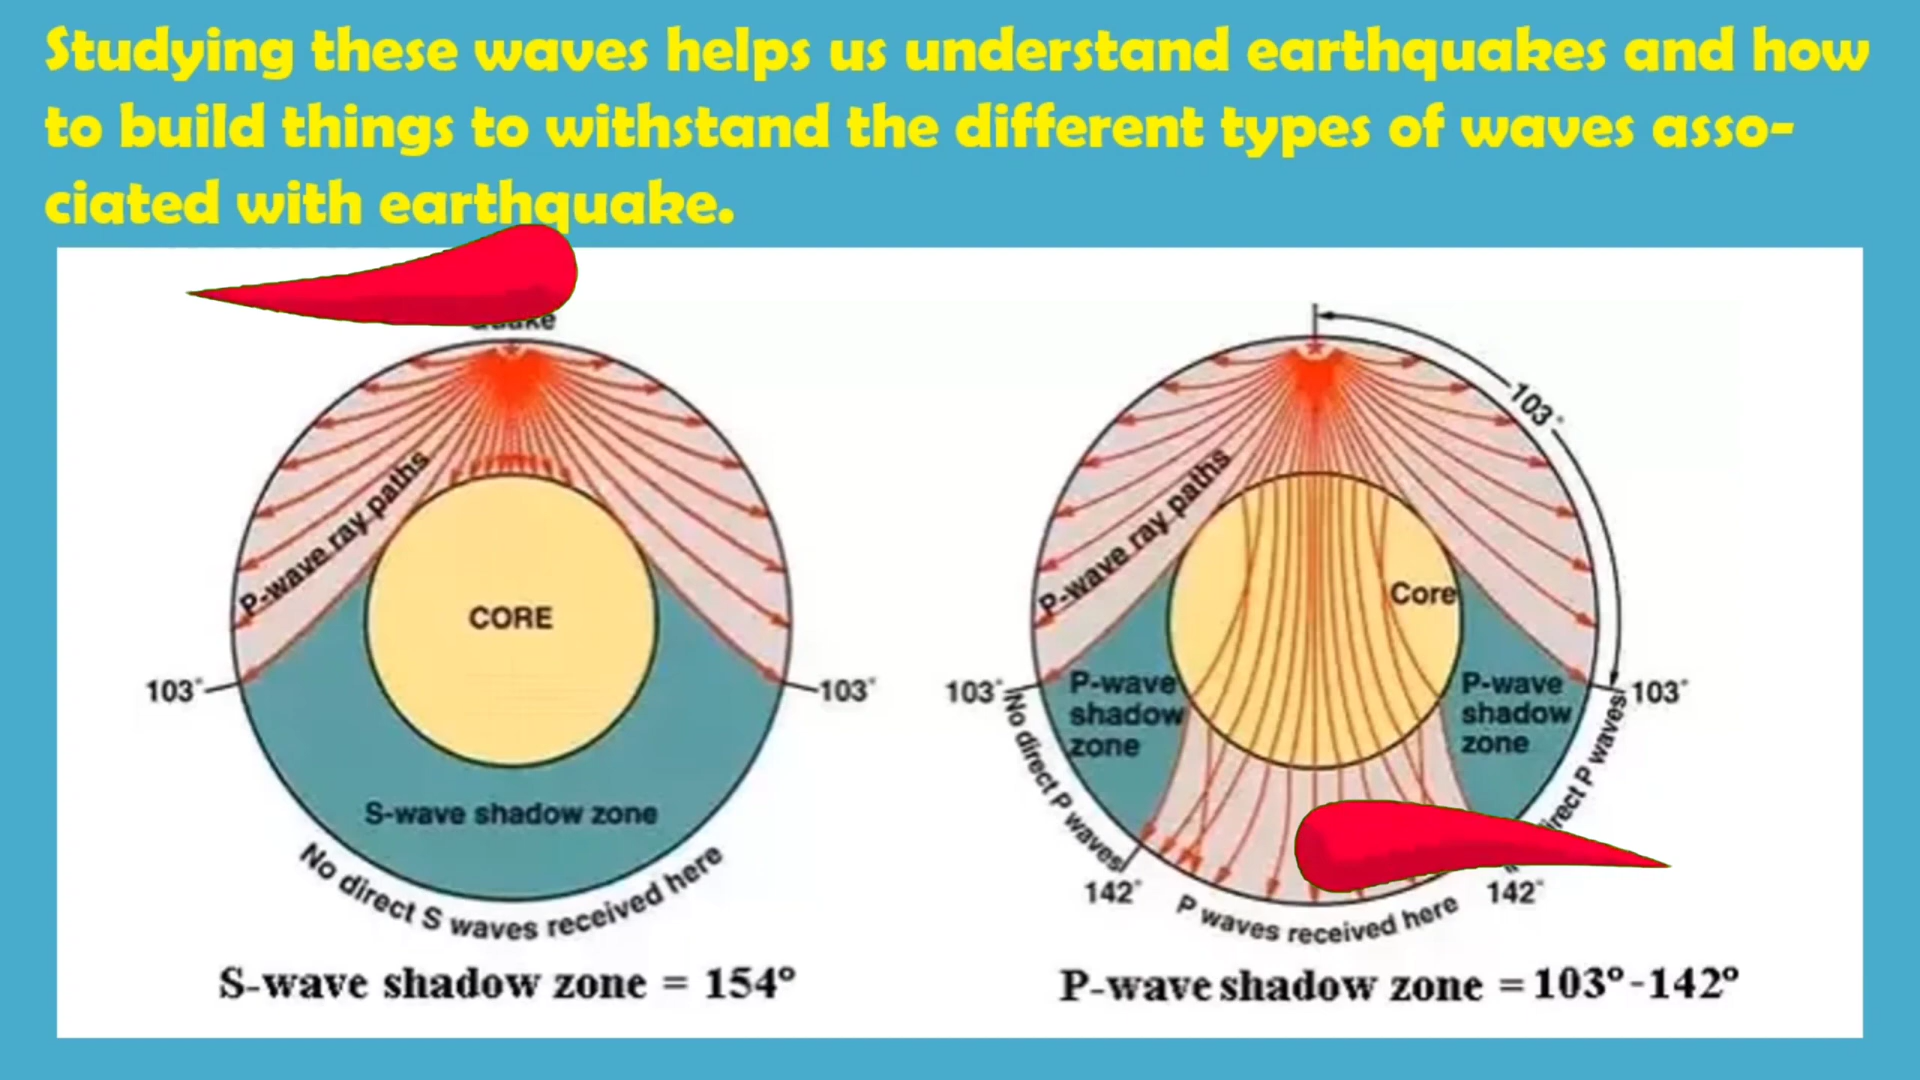 Studying these waves helps us understand earthquakes and how
to build things to withstand the different types of waves asso-
ciated with earthquake.
P-wave ray paths
CORE
103°
103°
S-wave shadow zone
No direct S waves received here
S-wave shadow zone = 154°
103°
P-wave ray paths
Core
103°
103°
P-wave
shadow
zone
P-wave
shadow
zone
No direct P waves
direct P waves
142°
142°
P waves received here
P-wave shadow zone = 103°-142°